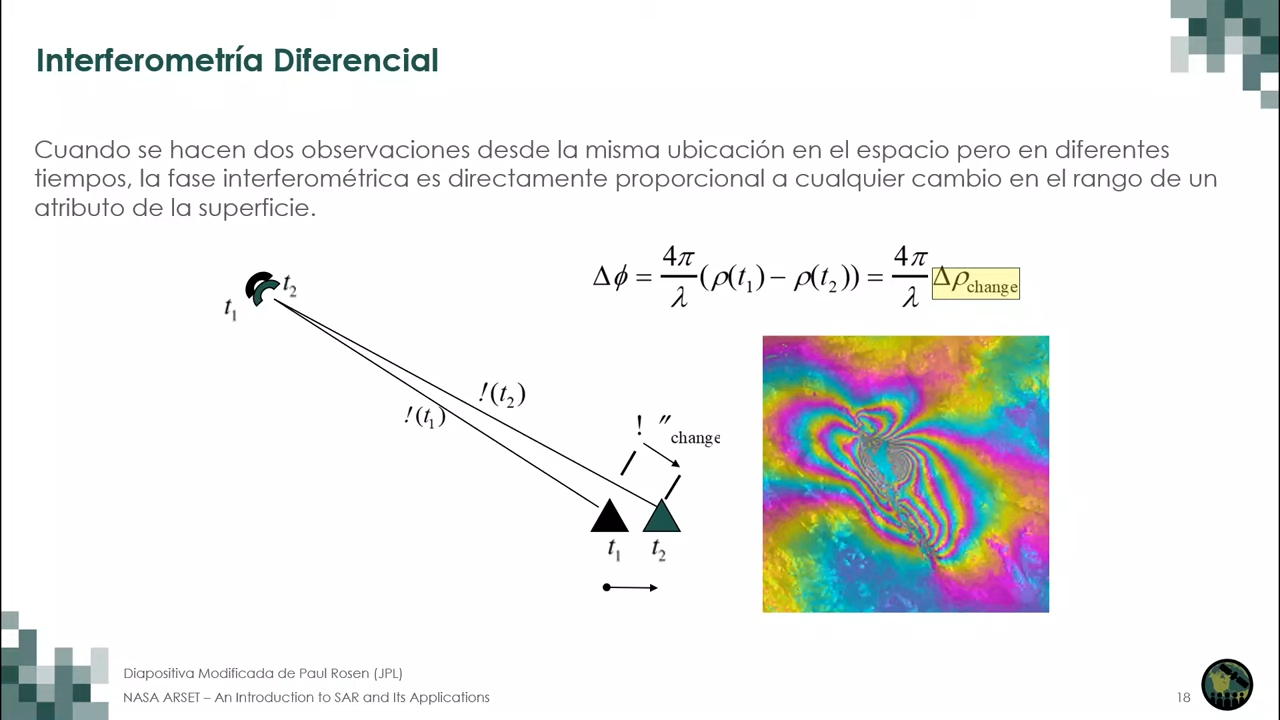 Interferometría Diferencial
Cuando se hacen dos observaciones desde la misma ubicación en el espacio pero en diferentes
tiempos, la fase interferométrica es directamente proporcional a cualquier cambio en el rango de un
atributo de la superficie.
Δϕ = 4π/λ (ρ(t₁) − ρ(t₂)) = 4π/λ Δρchange
t₂
t₁
!(t₂)
!(t₁)
! ″change
t₁ t₂
Diapositiva Modificada de Paul Rosen (JPL)
NASA ARSET – An Introduction to SAR and Its Applications
18